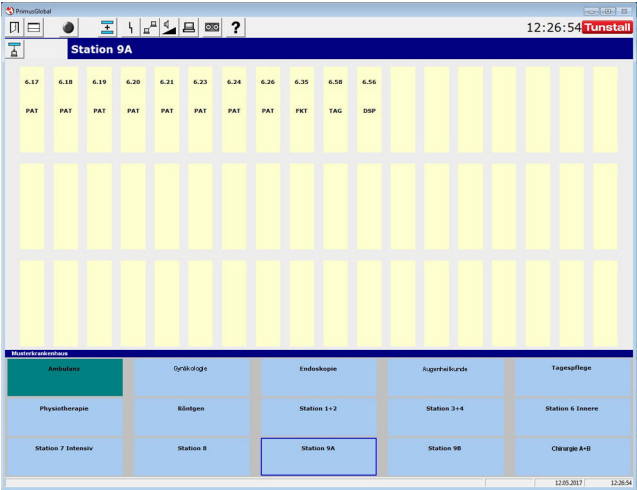 PrimusGlobal
12:26:54 Tunstall
?
Station 9A
6.17 6.18 6.19 6.20 6.21 6.23 6.24 6.26 6.35 6.58 6.56
PAT PAT PAT PAT PAT PAT PAT PAT FKT TAG DSP
Musterkrankenhaus
Ambulanz Gynäkologie Endoskopie Augenheilkunde Tagespflege
Physiotherapie Röntgen Station 1+2 Station 3+4 Station 6 Innere
Station 7 Intensiv Station 8 Station 9A Station 9B Chirurgie A+B
12.05.2017 12:26:54